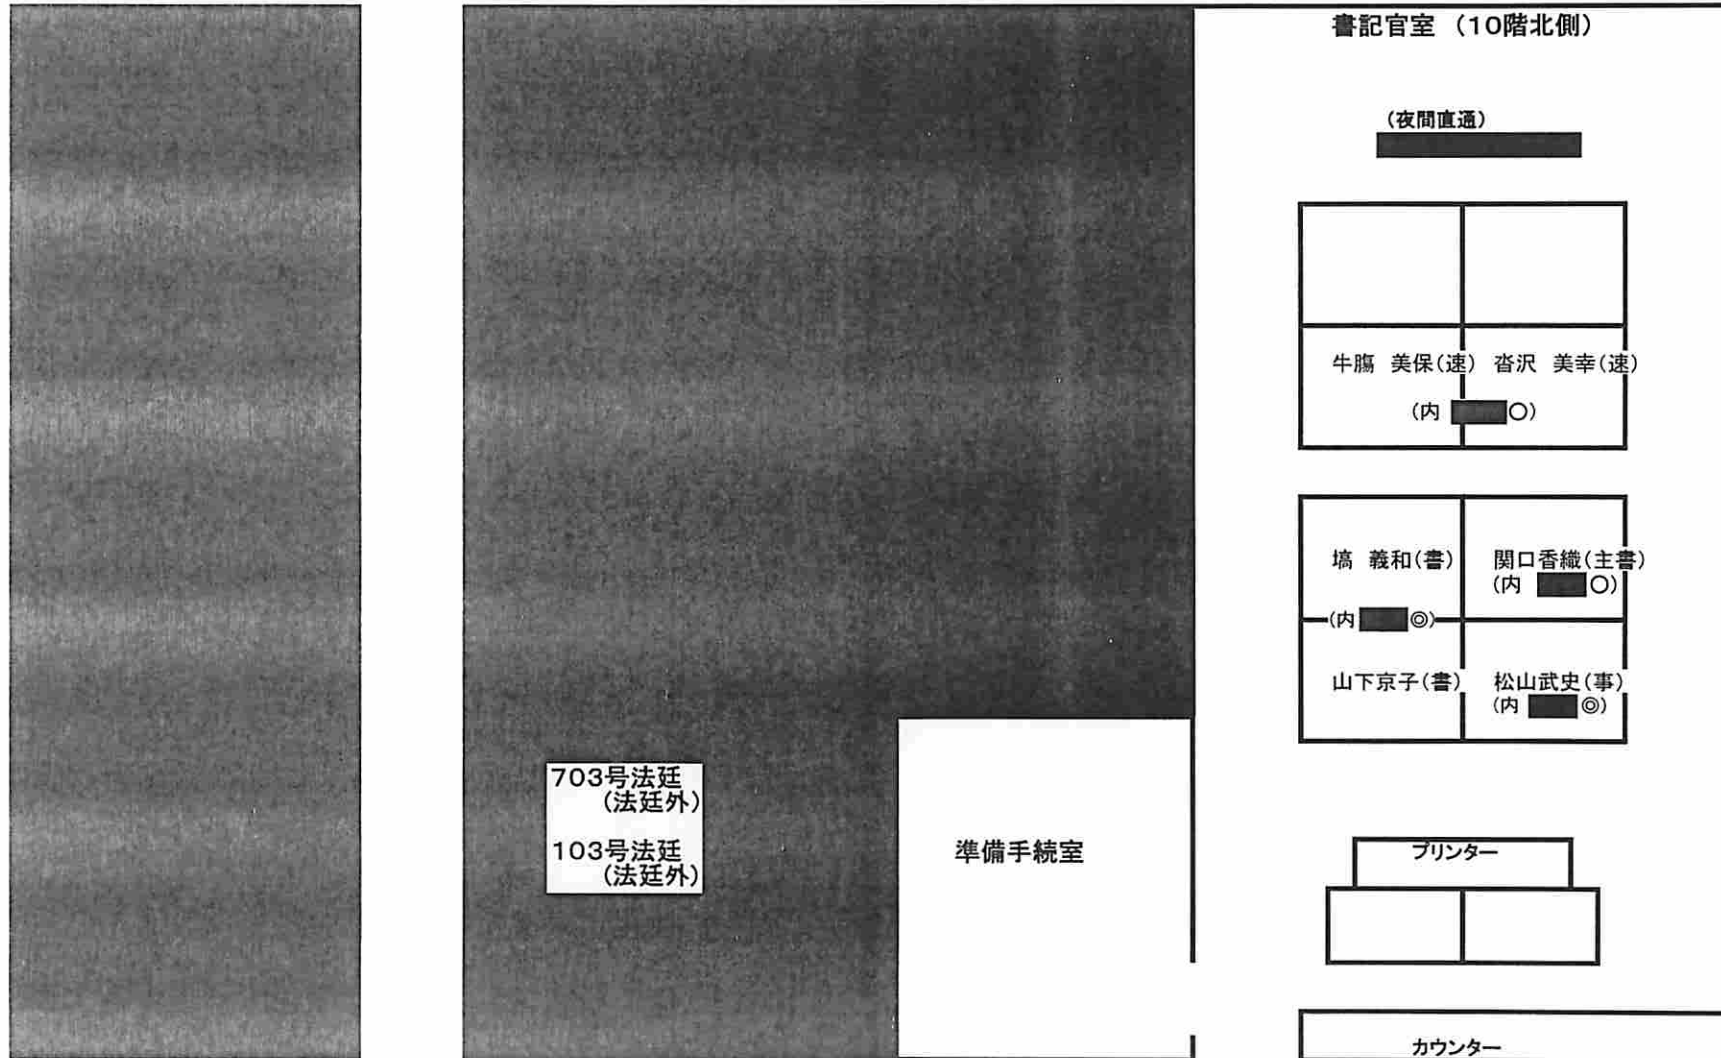 書記官室 (10階北側)
(夜間直通)
牛膓 美保(速) 沓沢 美幸(速)
(内 ○)
塙 義和(書) 関口香織(主書)
(内 ○)
(内 ◎)
山下京子(書) 松山武史(事)
(内 ◎)
703号法廷
(法廷外)
103号法廷
(法廷外)
準備手続室
プリンター
カウンター